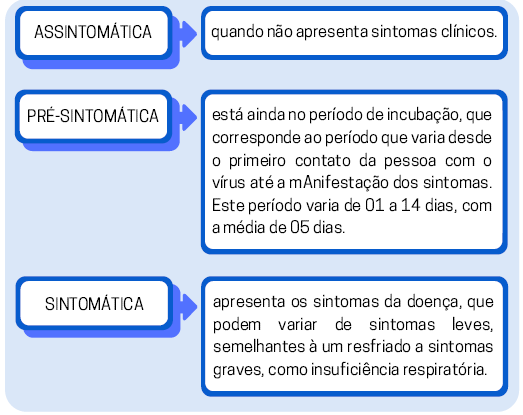 ASSINTOMÁTICA
quando não apresenta sintomas clínicos.
PRÉ-SINTOMÁTICA
está ainda no período de incubação, que
corresponde ao período que varia desde
o primeiro contato da pessoa com o
vírus até a mAnifestação dos sintomas.
Este período varia de 01 a 14 dias, com
a média de 05 dias.
SINTOMÁTICA
apresenta os sintomas da doença, que
podem variar de sintomas leves,
semelhantes à um resfriado a sintomas
graves, como insuficiência respiratória.